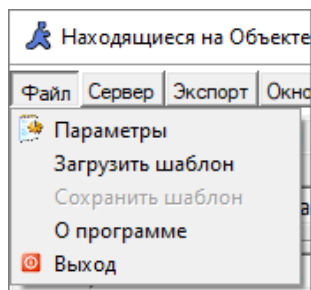 Находящиеся на Объекте
Файл Сервер Экспорт Окно
Параметры
Загрузить шаблон
Сохранить шаблон
О программе
Выход